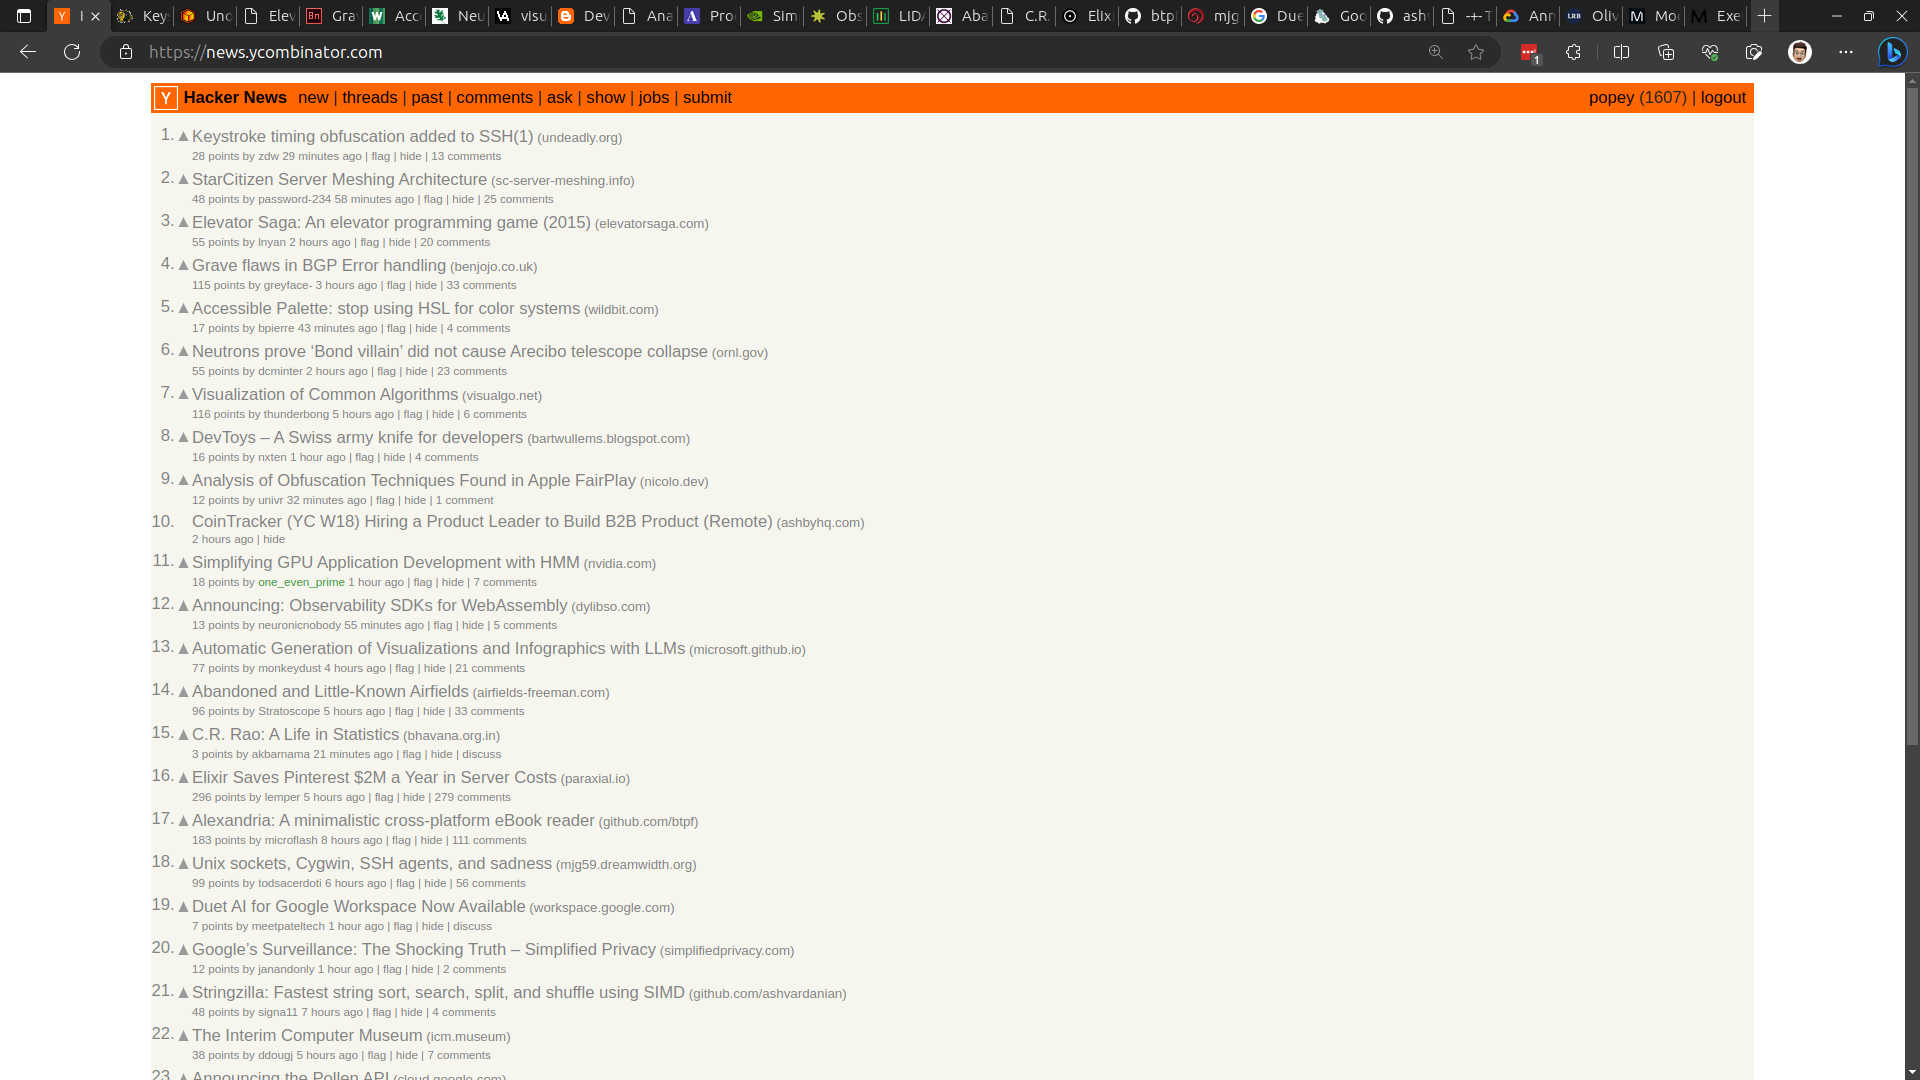 Key
Uno
Elev
Gra
Acce
Neu
visu
Dev
Ana
Pro
Sim
Obs
LID
Aba
C.R.
Elixi
btp
mjg
Due
Goo
ash
Ann
Oliv
Mo
Exe
https://news.ycombinator.com
1
Y Hacker News new | threads | past | comments | ask | show | jobs | submit popey (1607) | logout
1. Keystroke timing obfuscation added to SSH(1) (undeadly.org)
28 points by zdw 29 minutes ago | flag | hide | 13 comments
2. StarCitizen Server Meshing Architecture (sc-server-meshing.info)
48 points by password-234 58 minutes ago | flag | hide | 25 comments
3. Elevator Saga: An elevator programming game (2015) (elevatorsaga.com)
55 points by lnyan 2 hours ago | flag | hide | 20 comments
4. Grave flaws in BGP Error handling (benjojo.co.uk)
115 points by greyface- 3 hours ago | flag | hide | 33 comments
5. Accessible Palette: stop using HSL for color systems (wildbit.com)
17 points by bpierre 43 minutes ago | flag | hide | 4 comments
6. Neutrons prove ‘Bond villain’ did not cause Arecibo telescope collapse (ornl.gov)
55 points by dcminter 2 hours ago | flag | hide | 23 comments
7. Visualization of Common Algorithms (visualgo.net)
116 points by thunderbong 5 hours ago | flag | hide | 6 comments
8. DevToys – A Swiss army knife for developers (bartwullems.blogspot.com)
16 points by nxten 1 hour ago | flag | hide | 4 comments
9. Analysis of Obfuscation Techniques Found in Apple FairPlay (nicolo.dev)
12 points by univr 32 minutes ago | flag | hide | 1 comment
10. CoinTracker (YC W18) Hiring a Product Leader to Build B2B Product (Remote) (ashbyhq.com)
2 hours ago | hide
11. Simplifying GPU Application Development with HMM (nvidia.com)
18 points by one_even_prime 1 hour ago | flag | hide | 7 comments
12. Announcing: Observability SDKs for WebAssembly (dylibso.com)
13 points by neuronicnobody 55 minutes ago | flag | hide | 5 comments
13. Automatic Generation of Visualizations and Infographics with LLMs (microsoft.github.io)
77 points by monkeydust 4 hours ago | flag | hide | 21 comments
14. Abandoned and Little-Known Airfields (airfields-freeman.com)
96 points by Stratoscope 5 hours ago | flag | hide | 33 comments
15. C.R. Rao: A Life in Statistics (bhavana.org.in)
3 points by akbarnama 21 minutes ago | flag | hide | discuss
16. Elixir Saves Pinterest $2M a Year in Server Costs (paraxial.io)
296 points by lemper 5 hours ago | flag | hide | 279 comments
17. Alexandria: A minimalistic cross-platform eBook reader (github.com/btpf)
183 points by microflash 8 hours ago | flag | hide | 111 comments
18. Unix sockets, Cygwin, SSH agents, and sadness (mjg59.dreamwidth.org)
99 points by todsacerdoti 6 hours ago | flag | hide | 56 comments
19. Duet AI for Google Workspace Now Available (workspace.google.com)
7 points by meetpateltech 1 hour ago | flag | hide | discuss
20. Google’s Surveillance: The Shocking Truth – Simplified Privacy (simplifiedprivacy.com)
12 points by janandonly 1 hour ago | flag | hide | 2 comments
21. Stringzilla: Fastest string sort, search, split, and shuffle using SIMD (github.com/ashvardanian)
48 points by signa11 7 hours ago | flag | hide | 4 comments
22. The Interim Computer Museum (icm.museum)
38 points by ddougj 5 hours ago | flag | hide | 7 comments
23. Announcing the Pollen API (cloud.google.com)